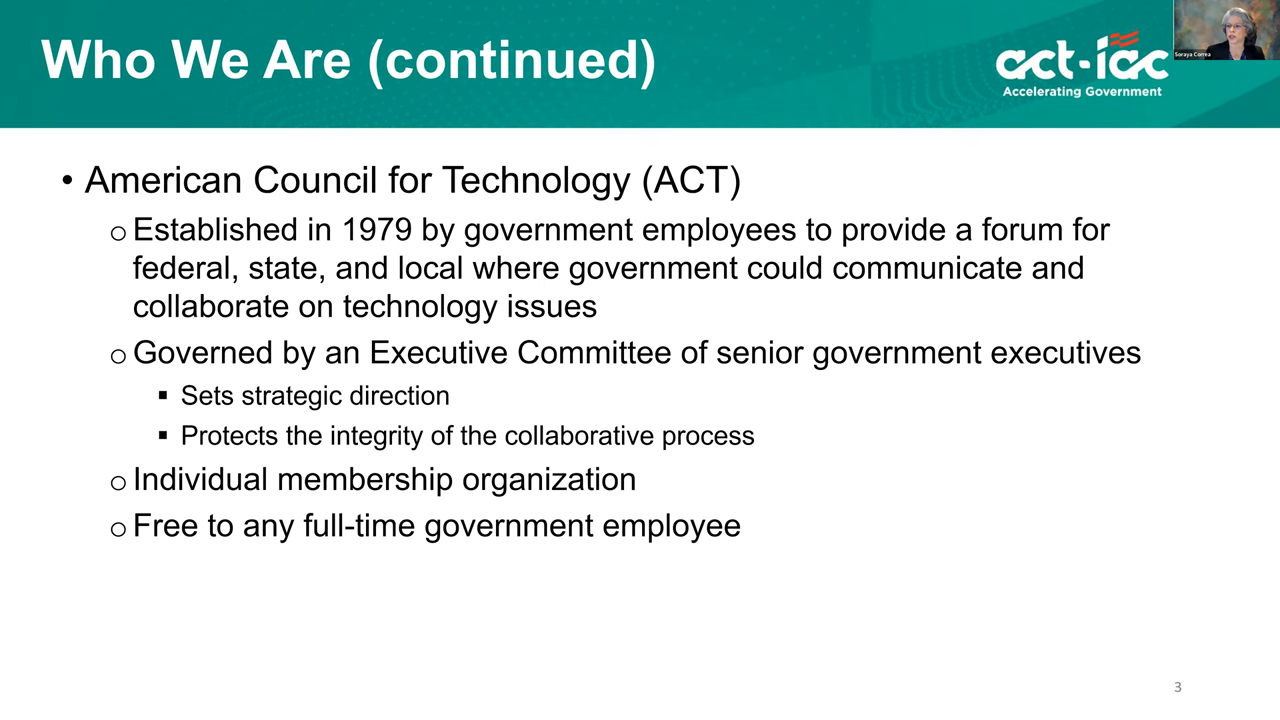 Who We Are (continued)
act-iac
Accelerating Government
Soraya Correa
• American Council for Technology (ACT)
o Established in 1979 by government employees to provide a forum for
federal, state, and local where government could communicate and
collaborate on technology issues
o Governed by an Executive Committee of senior government executives
▪ Sets strategic direction
▪ Protects the integrity of the collaborative process
o Individual membership organization
o Free to any full-time government employee
3